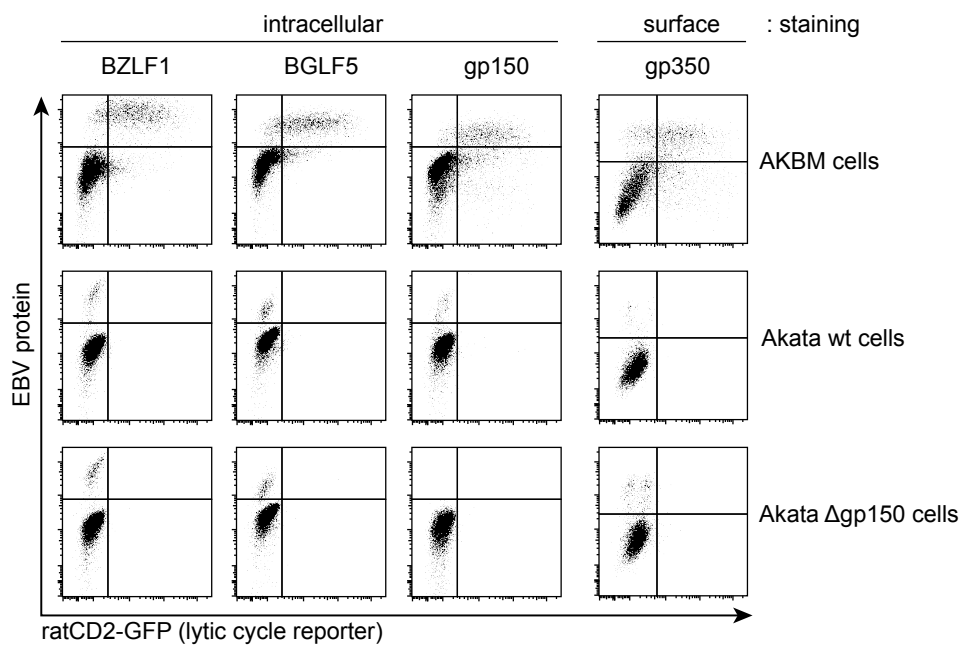 intracellular surface : staining
BZLF1 BGLF5 gp150 gp350
AKBM cells
Akata wt cells
Akata Δgp150 cells
EBV protein
ratCD2-GFP (lytic cycle reporter)